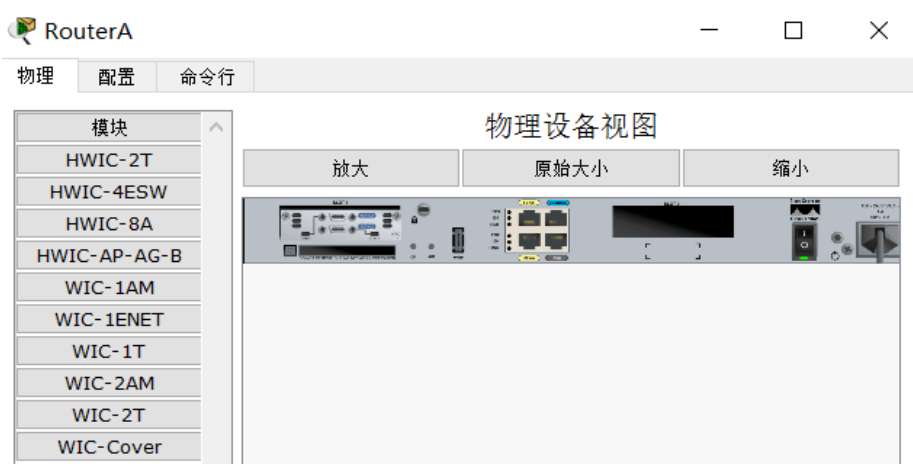 RouterA
物理 配置 命令行
模块
HWIC-2T
HWIC-4ESW
HWIC-8A
HWIC-AP-AG-B
WIC-1AM
WIC-1ENET
WIC-1T
WIC-2AM
WIC-2T
WIC-Cover
物理设备视图
放大 原始大小 缩小